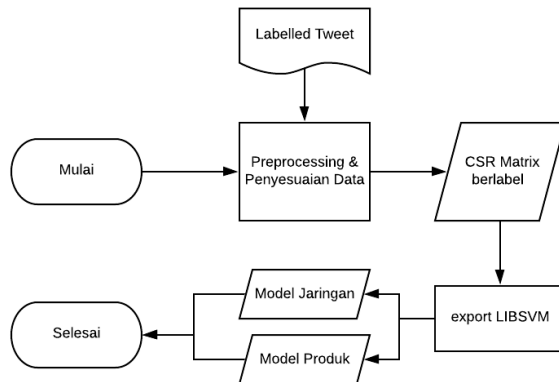 Labelled Tweet
Mulai
Preprocessing &
Penyesuaian Data
CSR Matrix
berlabel
export LIBSVM
Model Jaringan
Model Produk
Selesai